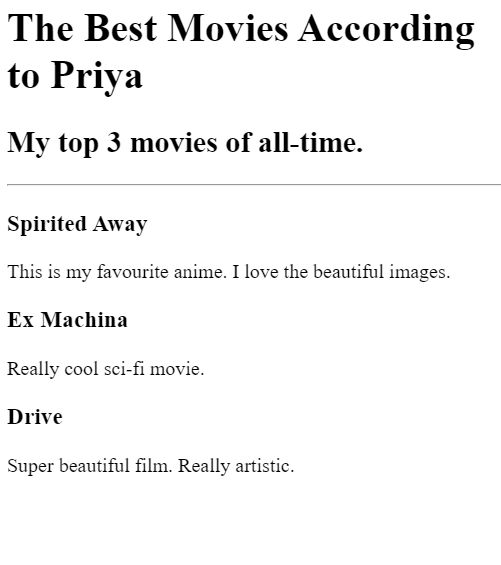 The Best Movies According
to Priya
My top 3 movies of all-time.
Spirited Away
This is my favourite anime. I love the beautiful images.
Ex Machina
Really cool sci-fi movie.
Drive
Super beautiful film. Really artistic.